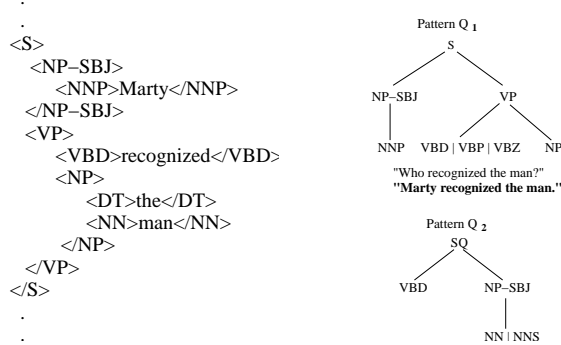 .
.
<S>
<NP−SBJ>
<NNP>Marty</NNP>
</NP−SBJ>
<VP>
<VBD>recognized</VBD>
<NP>
<DT>the</DT>
<NN>man</NN>
</NP>
</VP>
</S>
.
.
Pattern Q 1
S
NP−SBJ VP
NNP VBD | VBP | VBZ NP
"Who recognized the man?"
"Marty recognized the man."
Pattern Q 2
SQ
VBD NP−SBJ
NN | NNS